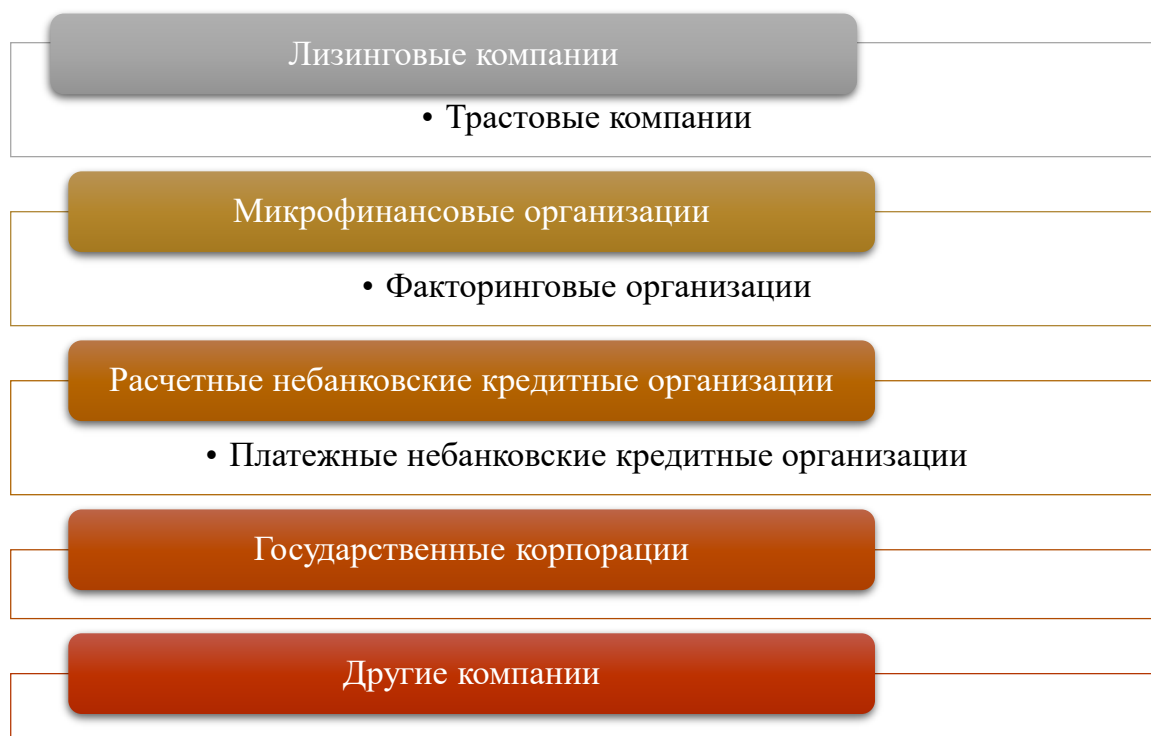 Лизинговые компании
• Трастовые компании
Микрофинансовые организации
• Факторинговые организации
Расчетные небанковские кредитные организации
• Платежные небанковские кредитные организации
Государственные корпорации
Другие компании